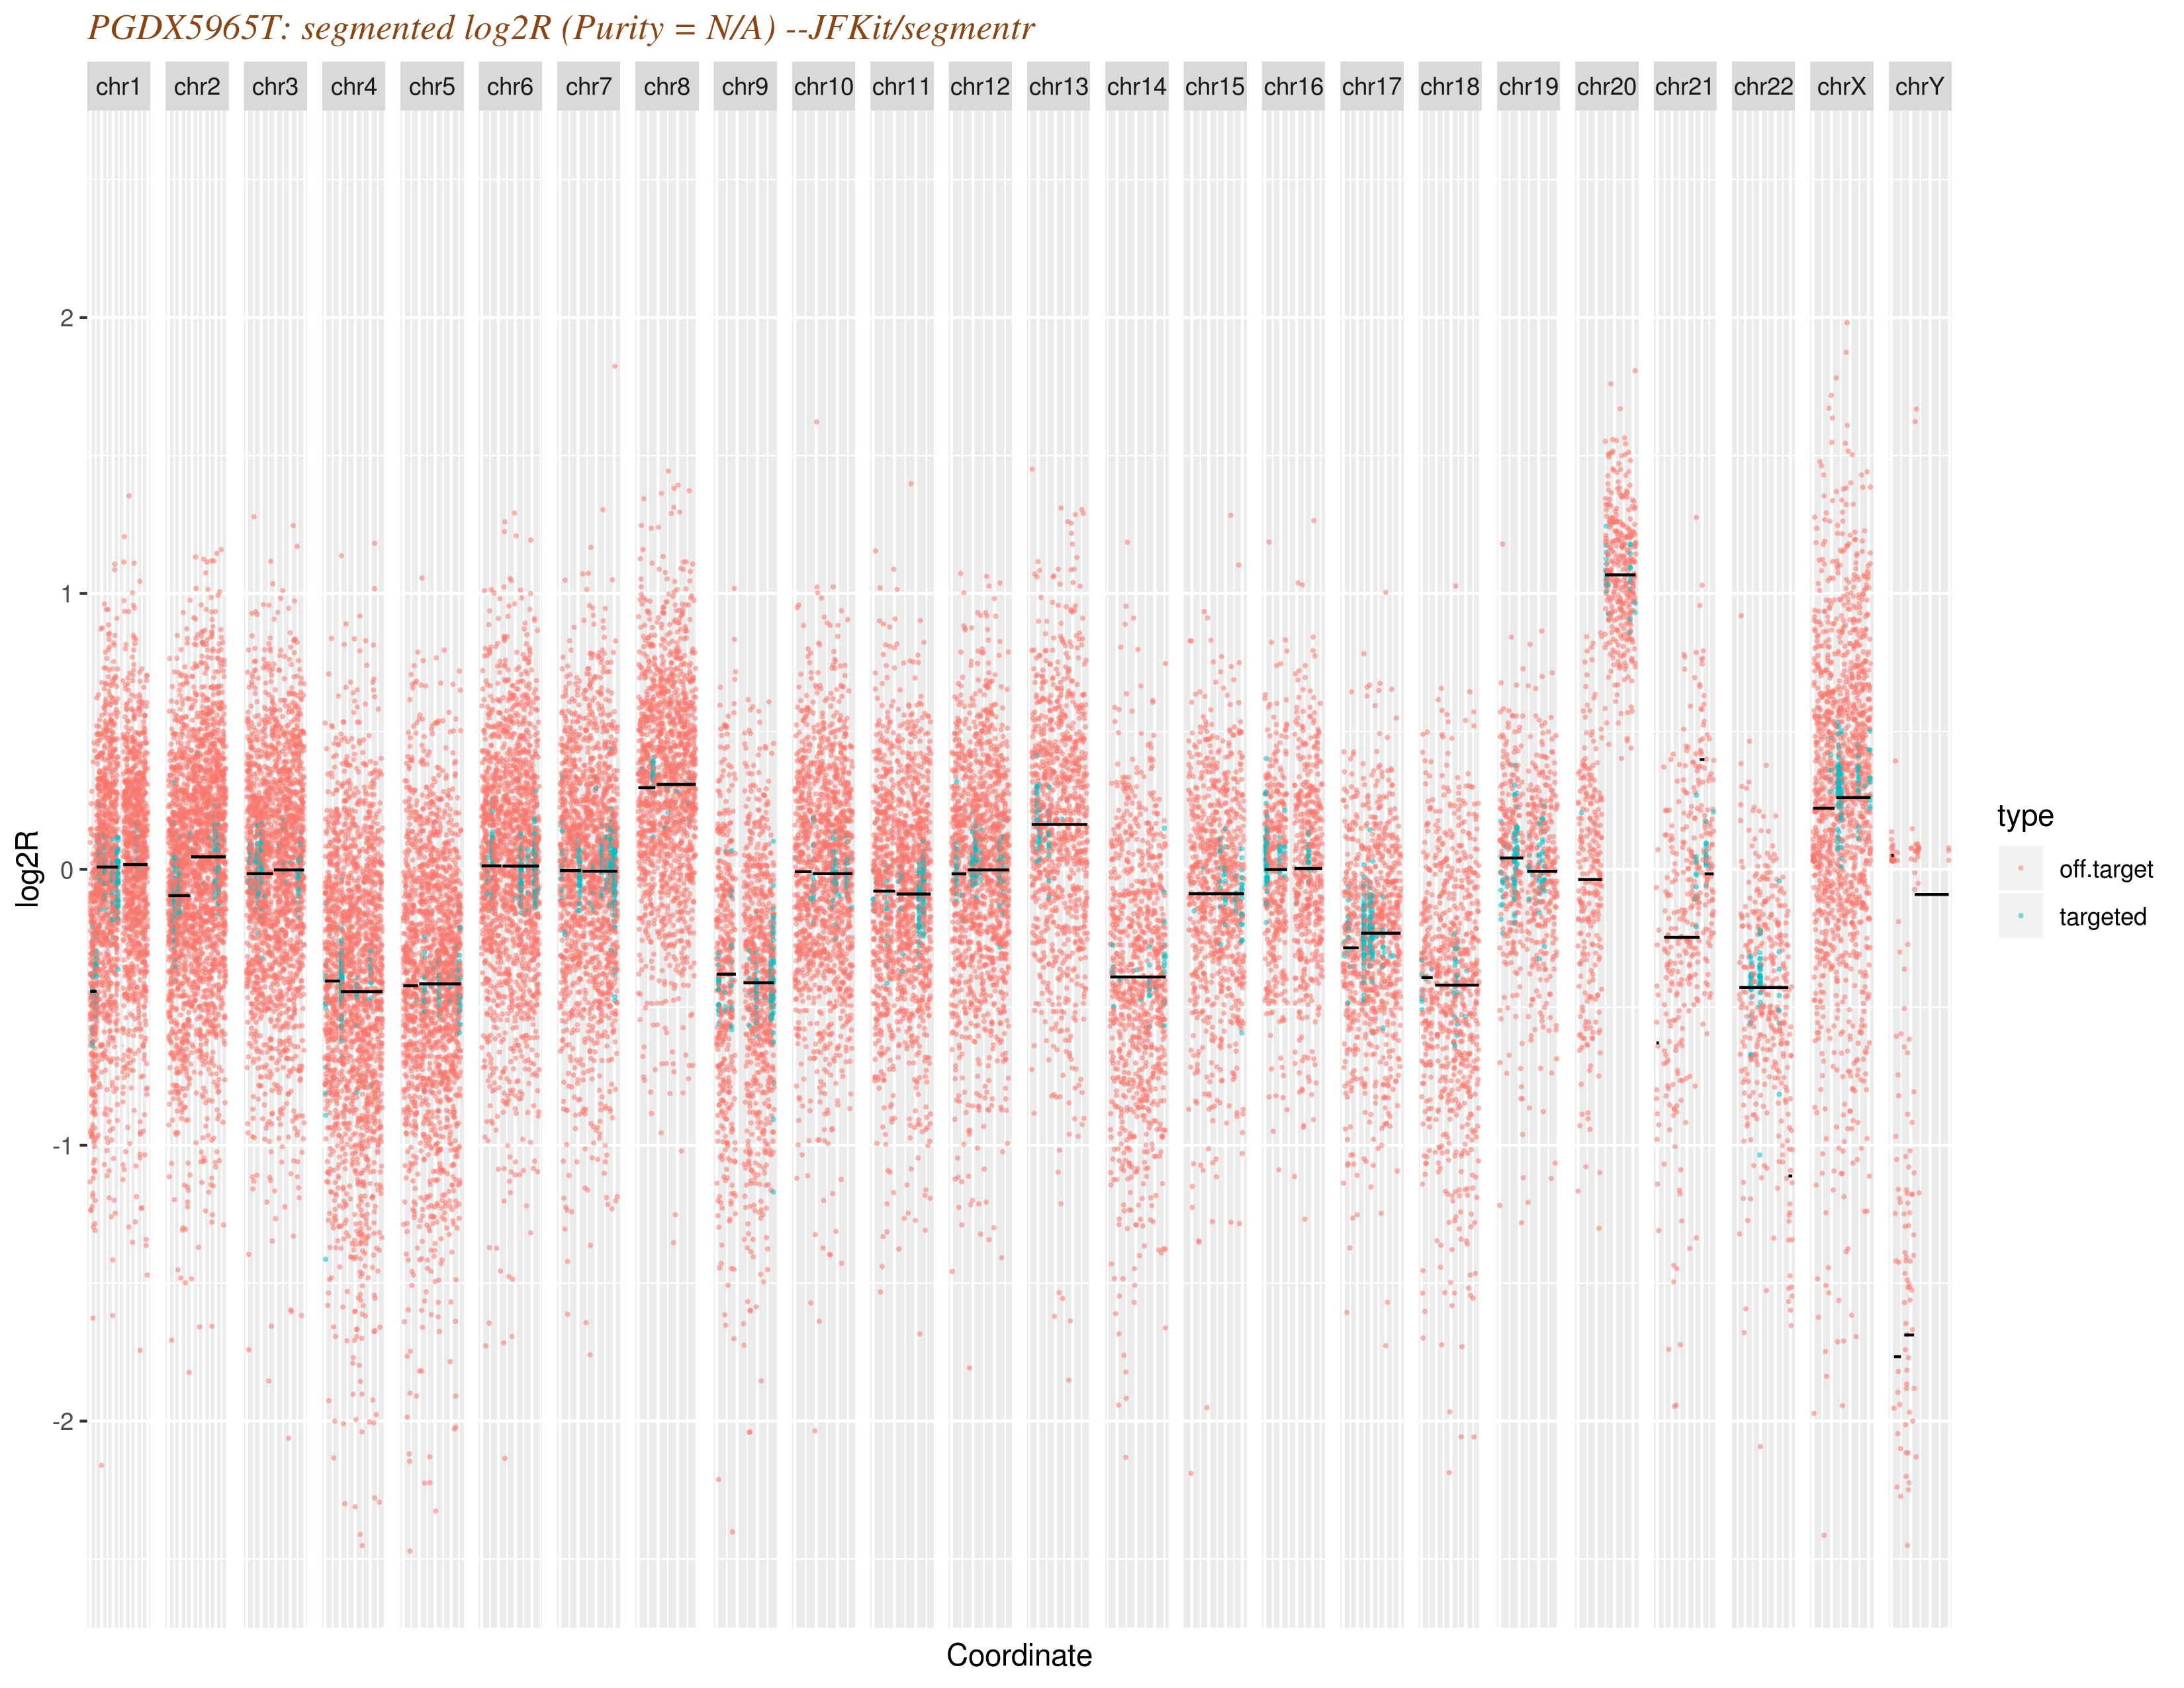 PGDX5965T: segmented log2R (Purity = N/A) --JFKit/segmentr
chr1 chr2 chr3 chr4 chr5 chr6 chr7 chr8 chr9 chr10 chr11 chr12 chr13 chr14 chr15 chr16 chr17 chr18 chr19 chr20 chr21 chr22 chrX chrY
2
1
0
-1
-2
log2R
Coordinate
type
off.target
targeted